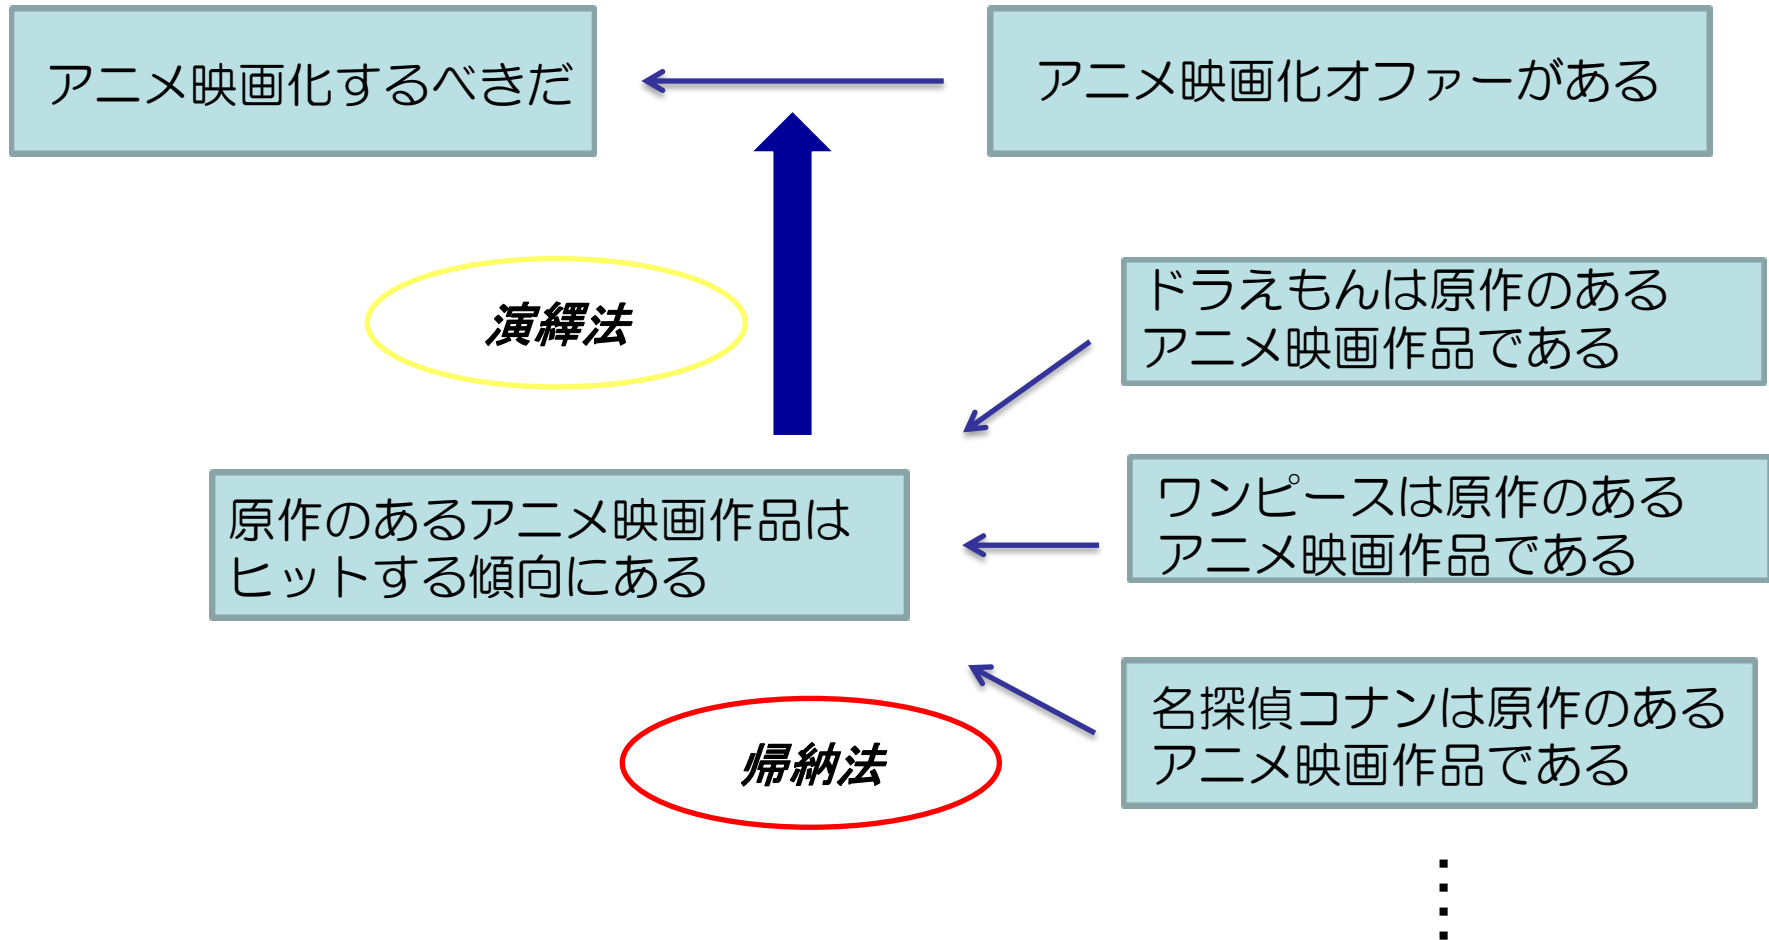 アニメ映画化するべきだ
アニメ映画化オファーがある
演繹法
ドラえもんは原作のある
アニメ映画作品である
原作のあるアニメ映画作品は
ヒットする傾向にある
ワンピースは原作のある
アニメ映画作品である
帰納法
名探偵コナンは原作のある
アニメ映画作品である